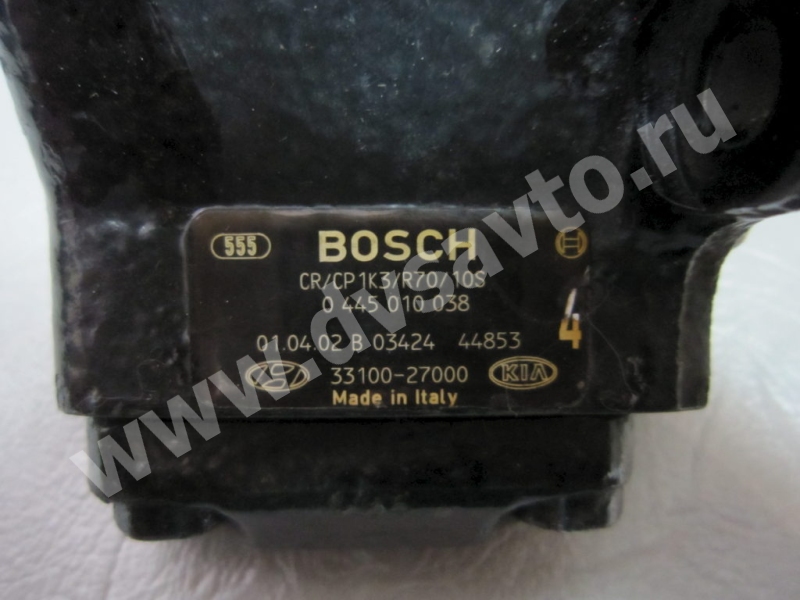 555 BOSCH
CR/CP1K3/R70/10S
0 445 010 038
4
01.04.02 B 03424 44853
33100-27000 KIA
Made in Italy
www.dvsavto.ru